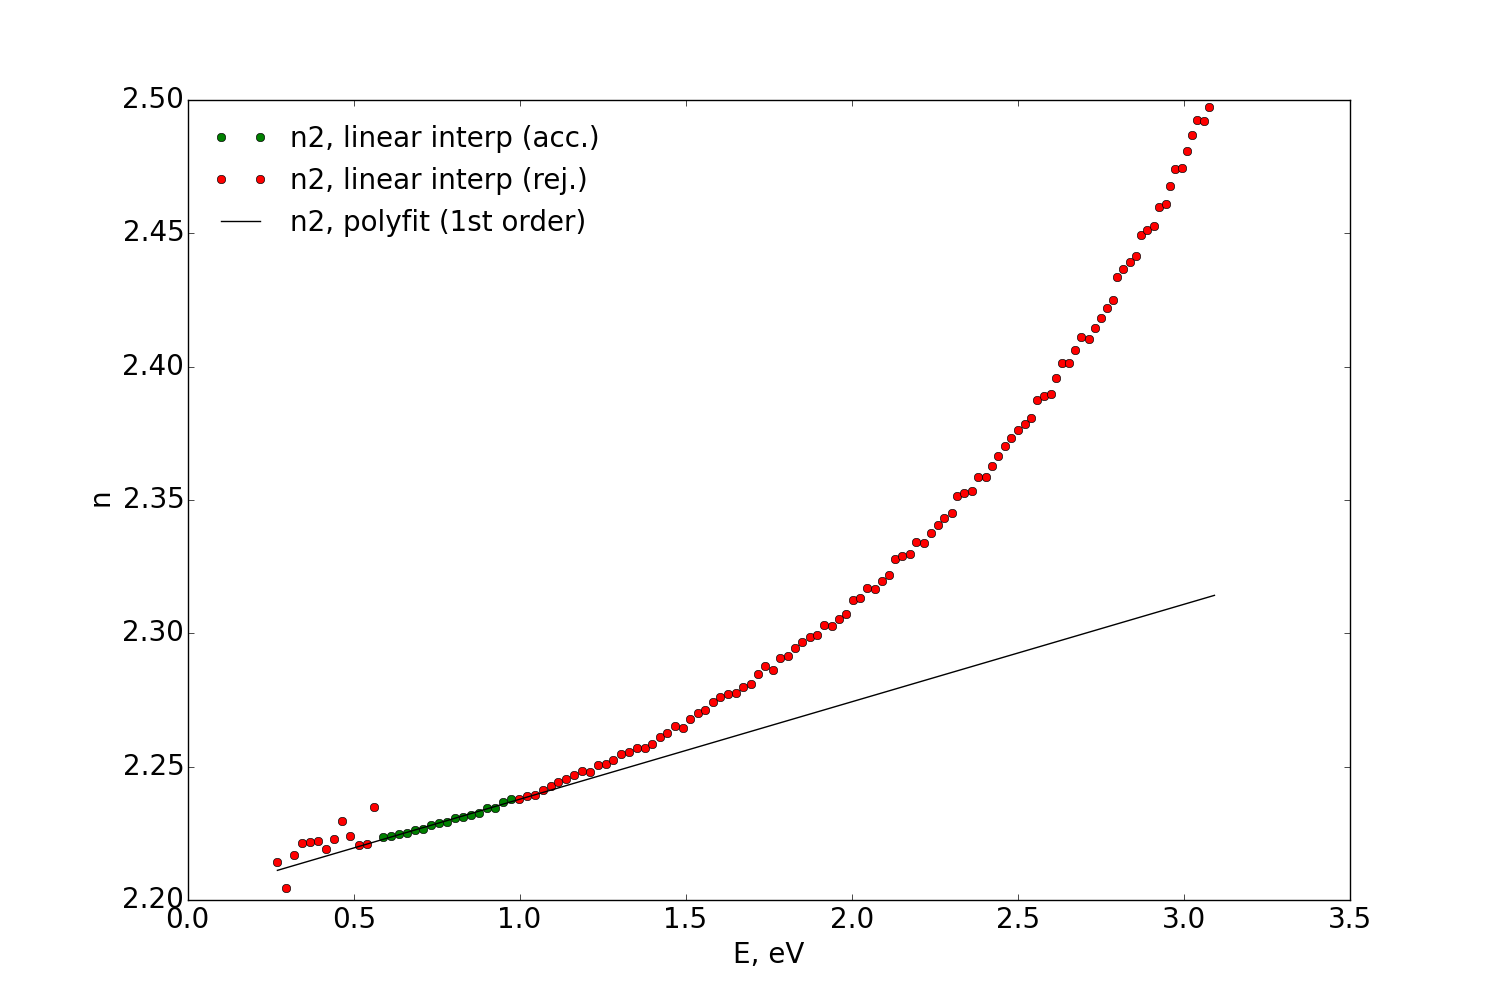 2.50
2.45
2.40
2.35
2.30
2.25
2.20
n
n2, linear interp (acc.)
n2, linear interp (rej.)
n2, polyfit (1st order)
0.0 0.5 1.0 1.5 2.0 2.5 3.0 3.5
E, eV